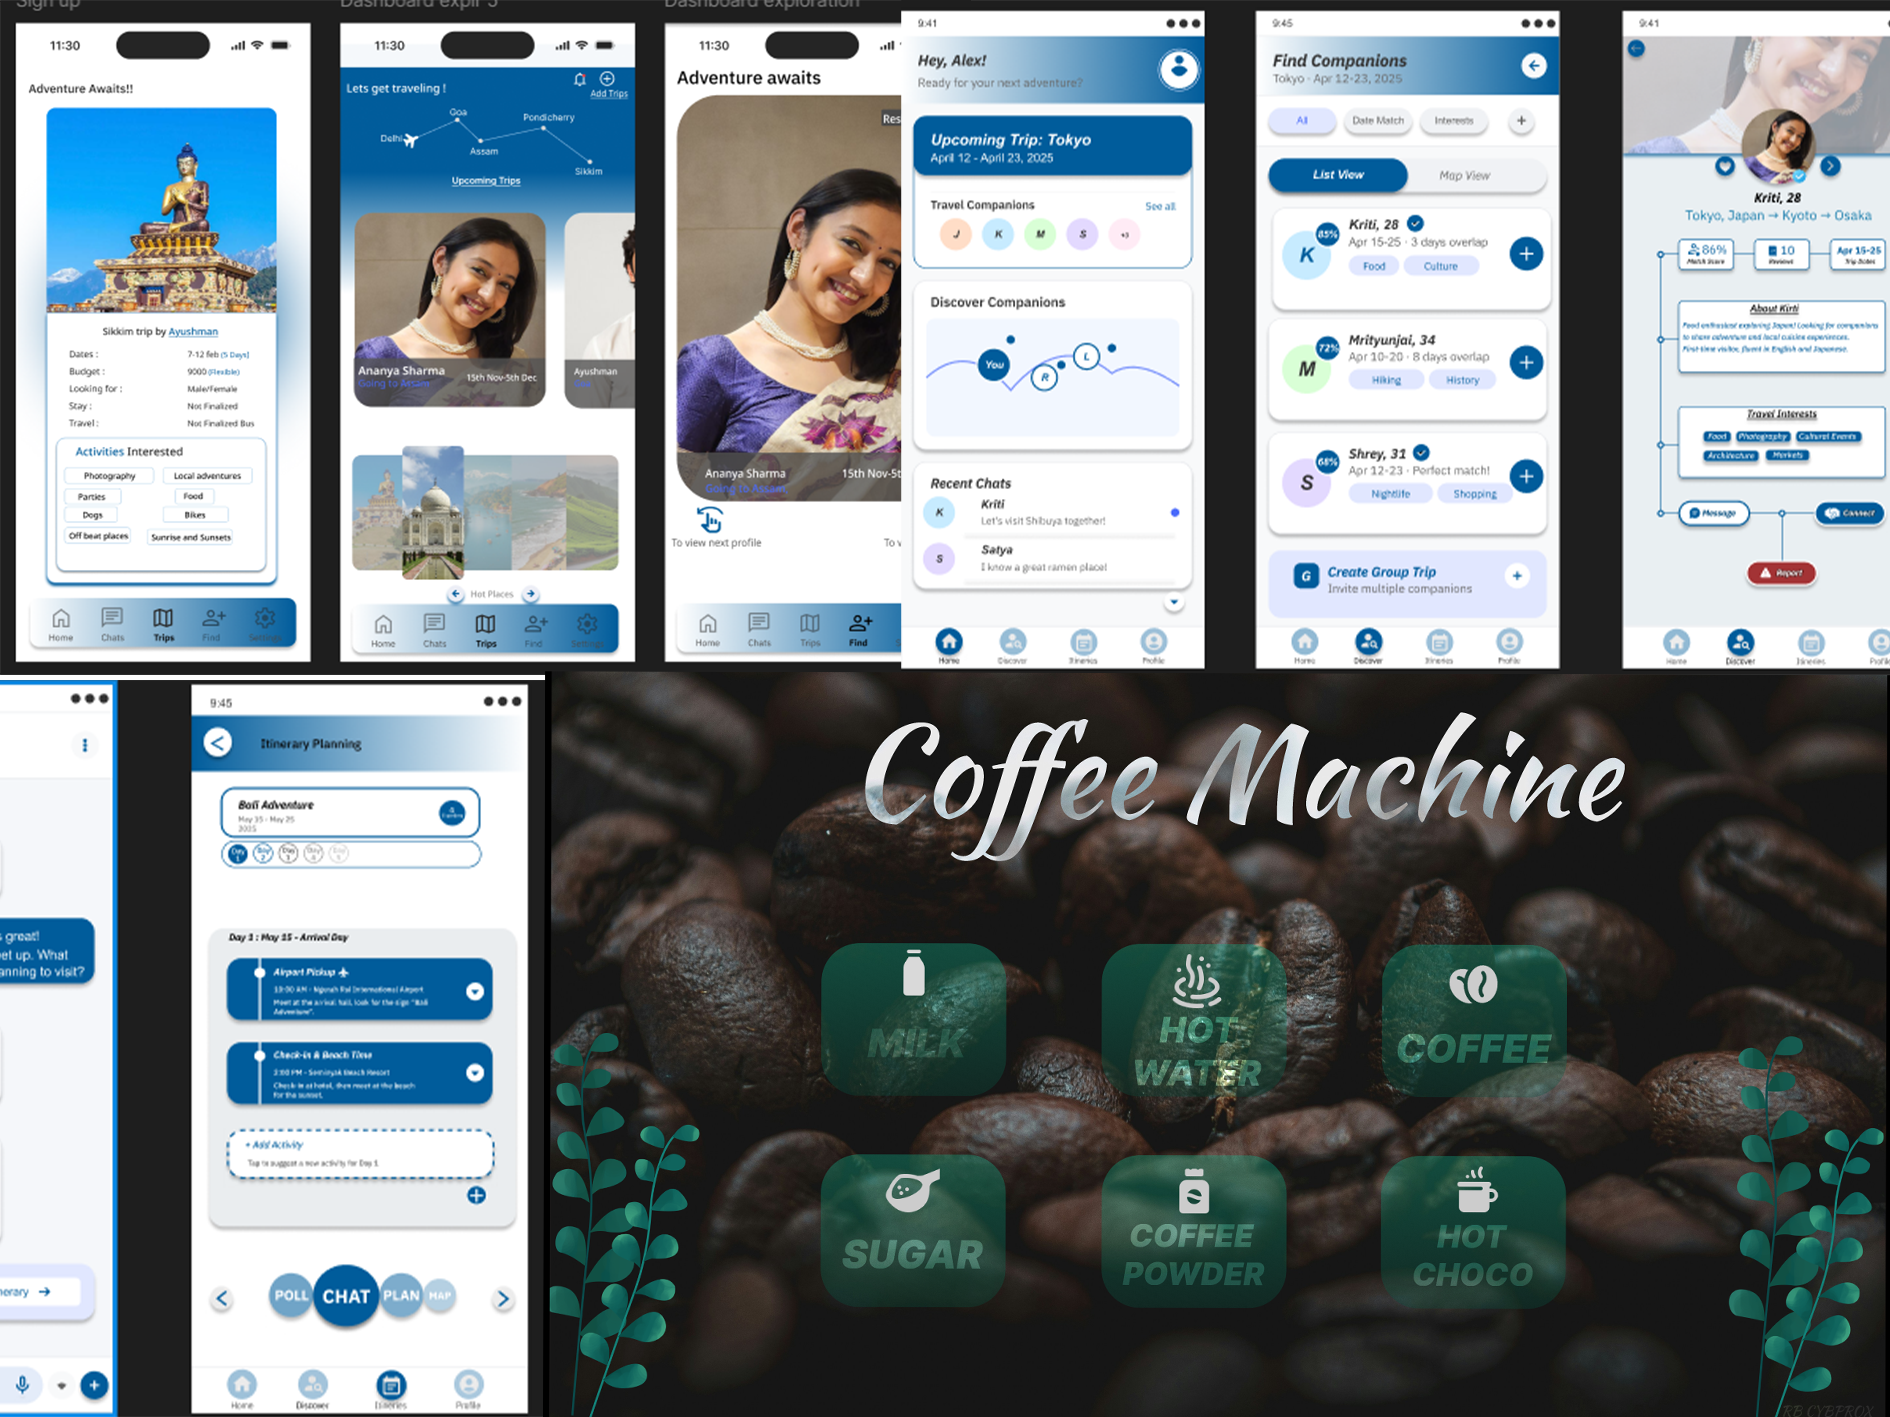 Sign up
11:30
Adventure Awaits!!
Sikkim trip by Ayushman
Dates : 7-12 feb (5 Days)
Budget : 9000 (Flexible)
Looking for : Male/Female
Stay : Not Finalized
Travel : Not Finalized Bus
Activities Interested
Photography Local adventures
Parties Food
Dogs Bikes
Off beat places Sunrise and Sunsets
Home Chats Trips Find Settings
Dashboard explr 3
11:30
Lets get traveling !
Add Trips
Goa
Pondicherry
Delhi
Assam
Sikkim
Upcoming Trips
Ananya Sharma
Going to Assam
15th Nov-5th Dec
Ayushman
Hot Places
Home Chats Trips Find Settings
Dashboard exploration
11:30
Adventure awaits
Res
Ananya Sharma 15th Nov-5t
Going to Assam
To view next profile
To v
Home Chats Trips Find
9:41
Hey, Alex!
Ready for your next adventure?
Upcoming Trip: Tokyo
April 12 - April 23, 2025
Travel Companions See all
J K M S +3
Discover Companions
You
R
L
Recent Chats
K Kriti
Let's visit Shibuya together!
S Satya
I know a great ramen place!
Home Discover Itineries Profile
9:45
Find Companions
Tokyo · Apr 12-23, 2025
All Date Match Interests +
List View Map View
K 85% Kriti, 28
Apr 15-25 · 3 days overlap
Food Culture
M 72% Mrityunjai, 34
Apr 10-20 · 8 days overlap
Hiking History
S 68% Shrey, 31
Apr 12-23 · Perfect match!
Nightlife Shopping
G Create Group Trip
Invite multiple companions
Home Discover Itineries Profile
9:41
Kriti, 28
Tokyo, Japan → Kyoto → Osaka
86% 10 Apr 15-25
Match Score Reviews Trip Dates
About Kirti
Food enthusiast exploring Japan! Looking for companions
to share adventure and local cuisine experiences.
First-time visitor, fluent in English and Japanese.
Travel Interests
Food Photography Cultural Events
Architecture Markets
Message Connect
Report
Home Discover Itineries Profil
s great!
et up. What
anning to visit?
nerary →
9:45
Itinerary Planning
Bali Adventure
May 15 - May 25
2025
Day 1 Day 2 Day 3 Day 4 Day 5
Day 1 : May 15 - Arrival Day
Airport Pickup
10:00 AM - Ngurah Rai International Airport
Meet at the arrival hall, look for the sign "Bali
Adventure".
Check-in & Beach Time
2:00 PM - Seminyak Beach Resort
Check-in at hotel, then meet at the beach
for the sunset.
+ Add Activity
Tap to suggest a new activity for Day 1
POLL CHAT PLAN MAP
Home Discover Itineries Profile
Coffee Machine
MILK
HOT
WATER
COFFEE
SUGAR
COFFEE
POWDER
HOT
CHOCO
RB CYBPROX